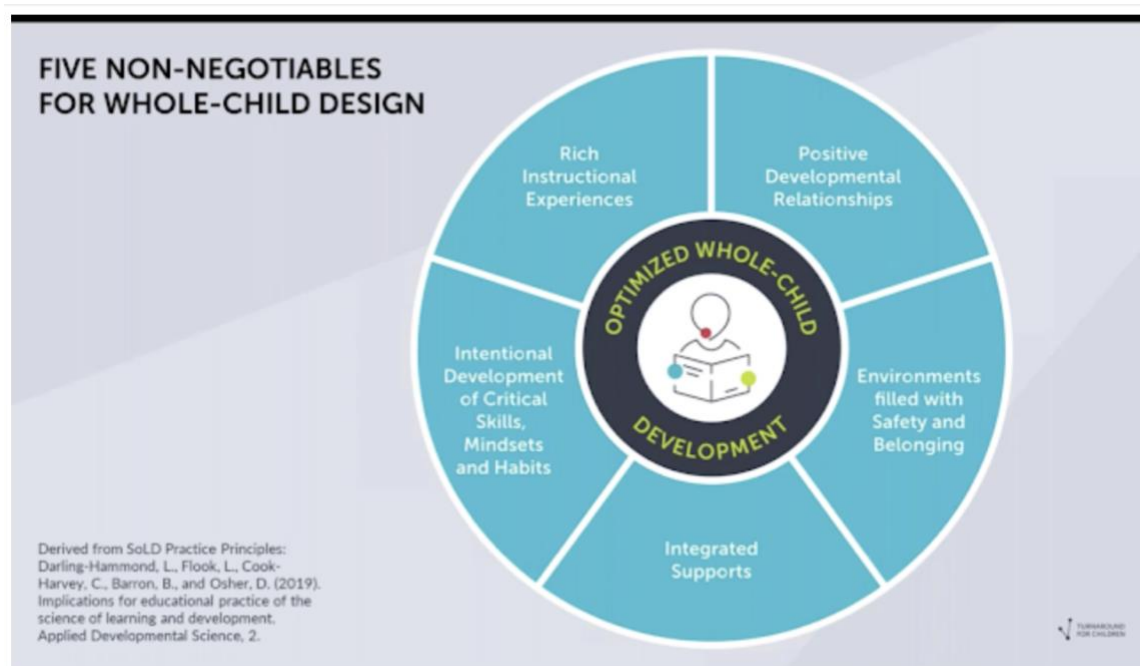 FIVE NON-NEGOTIABLES
FOR WHOLE-CHILD DESIGN
Rich
Instructional
Experiences
Positive
Developmental
Relationships
OPTIMIZED WHOLE-CHILD
DEVELOPMENT
Intentional
Development
of Critical
Skills,
Mindsets
and Habits
Environments
filled with
Safety and
Belonging
Integrated
Supports
Derived from SoLD Practice Principles:
Darling-Hammond, L., Flook, L., Cook-
Harvey, C., Barron, B., and Osher, D. (2019).
Implications for educational practice of the
science of learning and development.
Applied Developmental Science, 2.
TURNAROUND
FOR CHILDREN